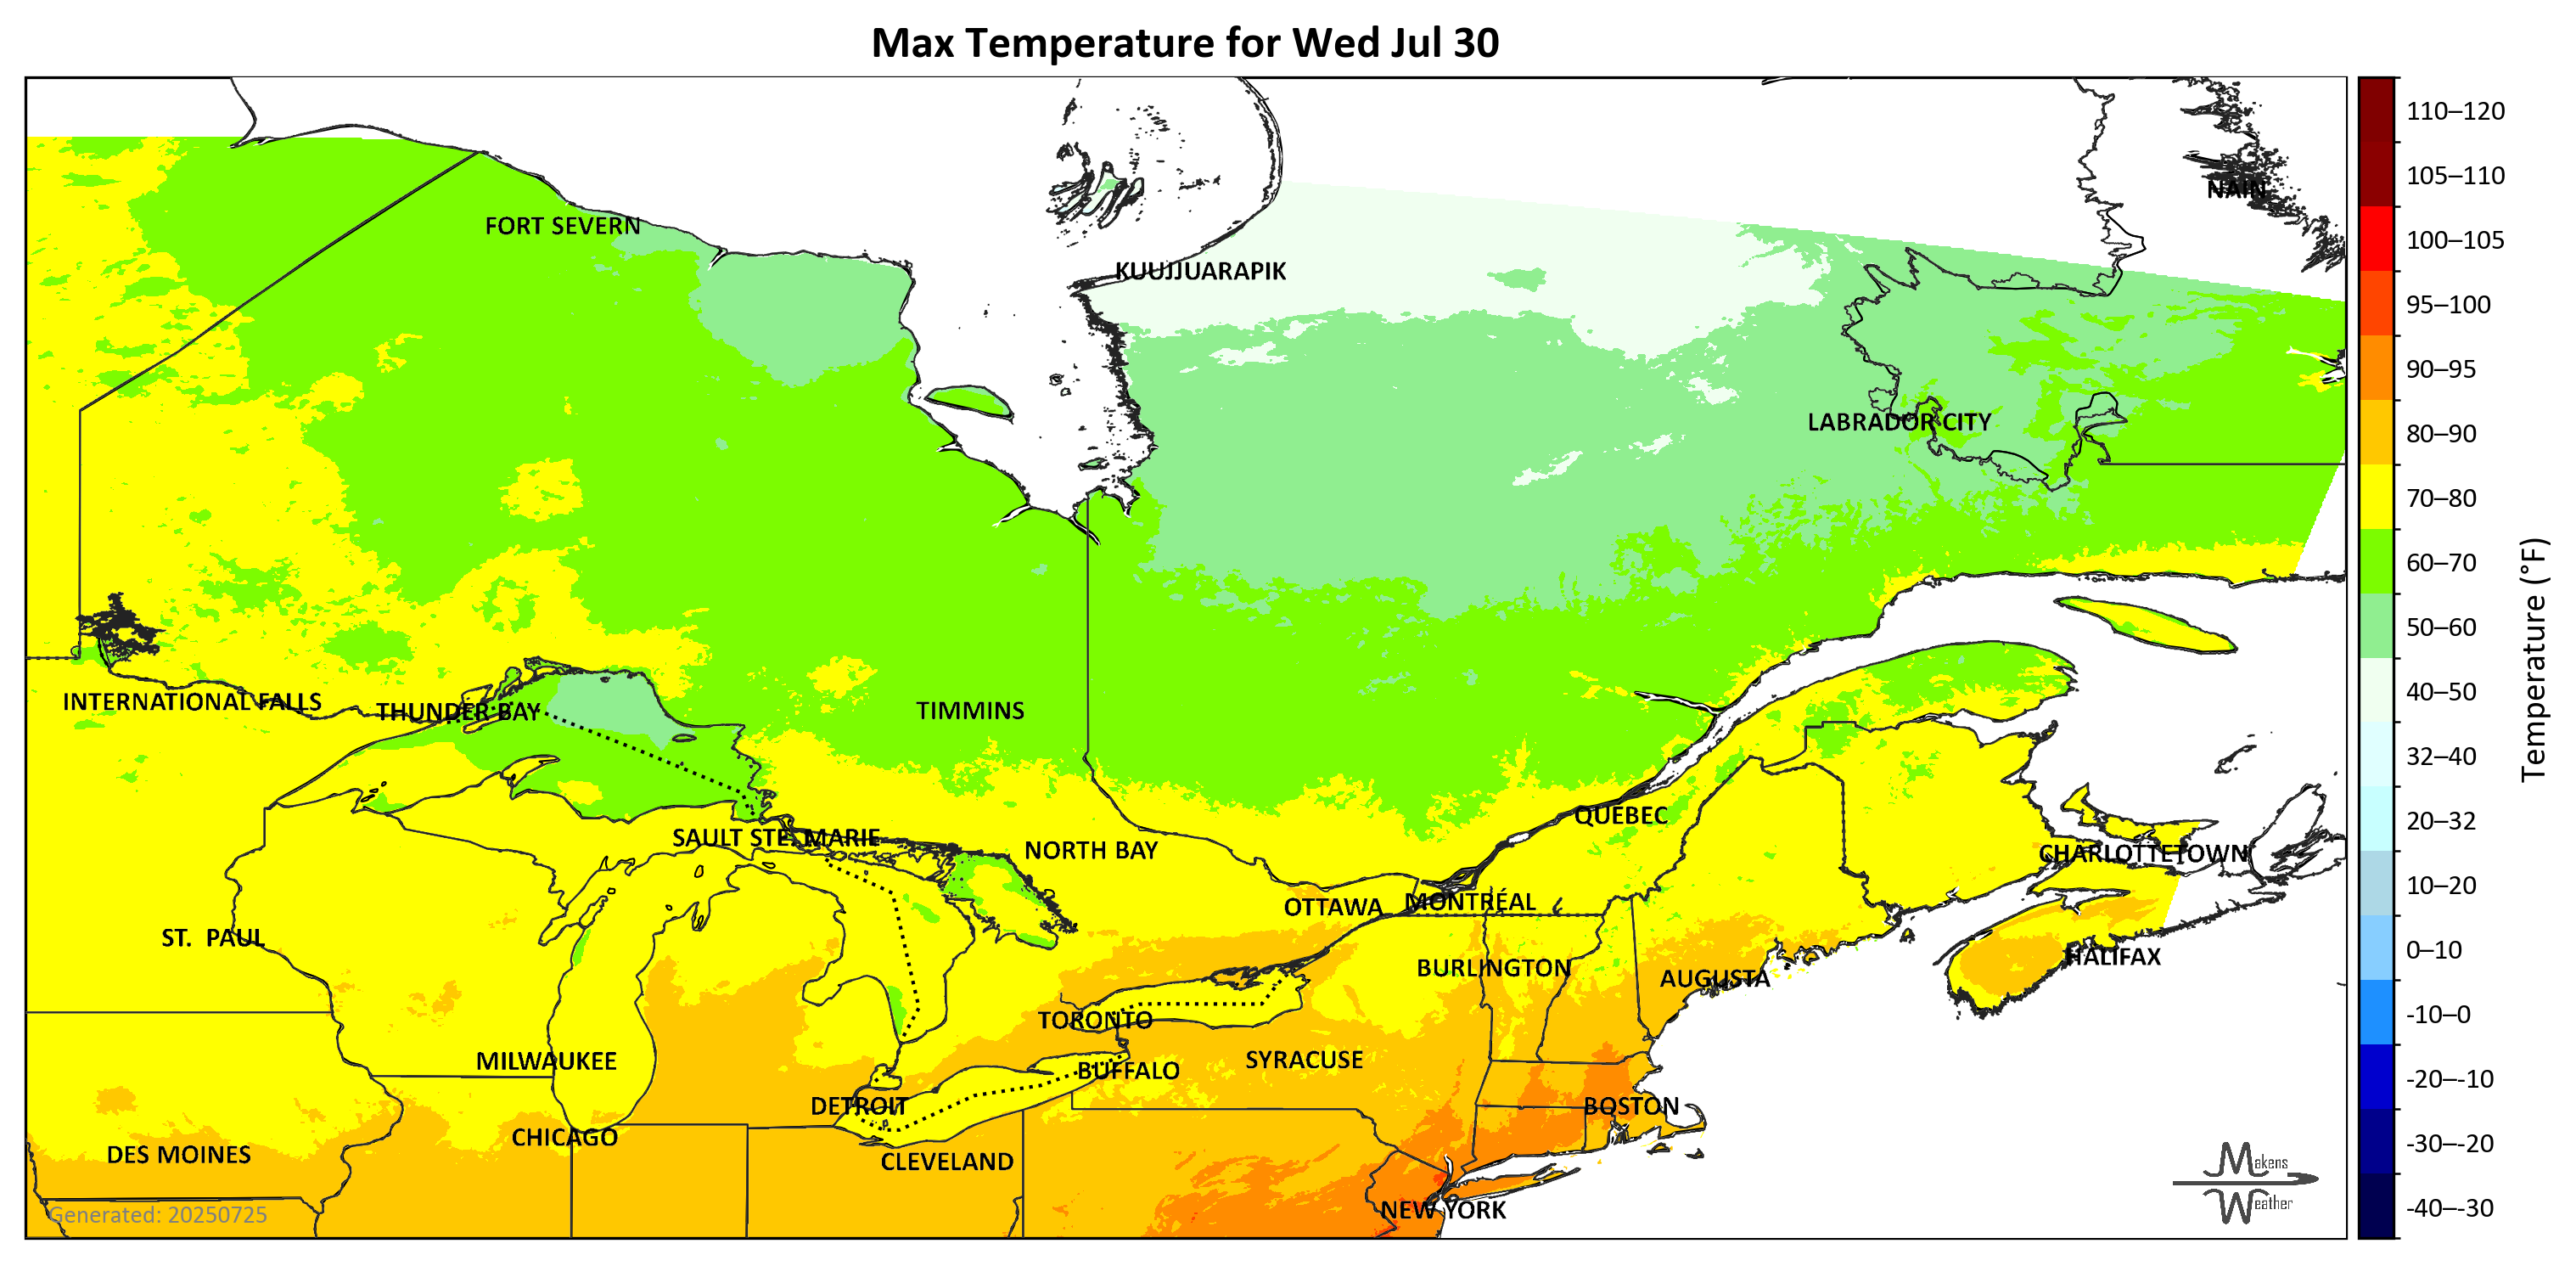 Max Temperature for Wed Jul 30
NAIN
FORT SEVERN
KUUJJUARAPIK
LABRADOR CITY
INTERNATIONAL FALLS
THUNDER BAY
TIMMINS
QUEBEC
SAULT STE. MARIE
NORTH BAY
CHARLOTTETOWN
OTTAWA
MONTRÉAL
ST. PAUL
HALIFAX
BURLINGTON
AUGUSTA
TORONTO
MILWAUKEE
SYRACUSE
BUFFALO
DETROIT
BOSTON
CHICAGO
DES MOINES
CLEVELAND
NEW YORK
Generated: 20250725
Makens
Weather
110–120
105–110
100–105
95–100
90–95
80–90
70–80
60–70
50–60
40–50
32–40
20–32
10–20
0–10
-10–0
-20–-10
-30–-20
-40–-30
Temperature (°F)